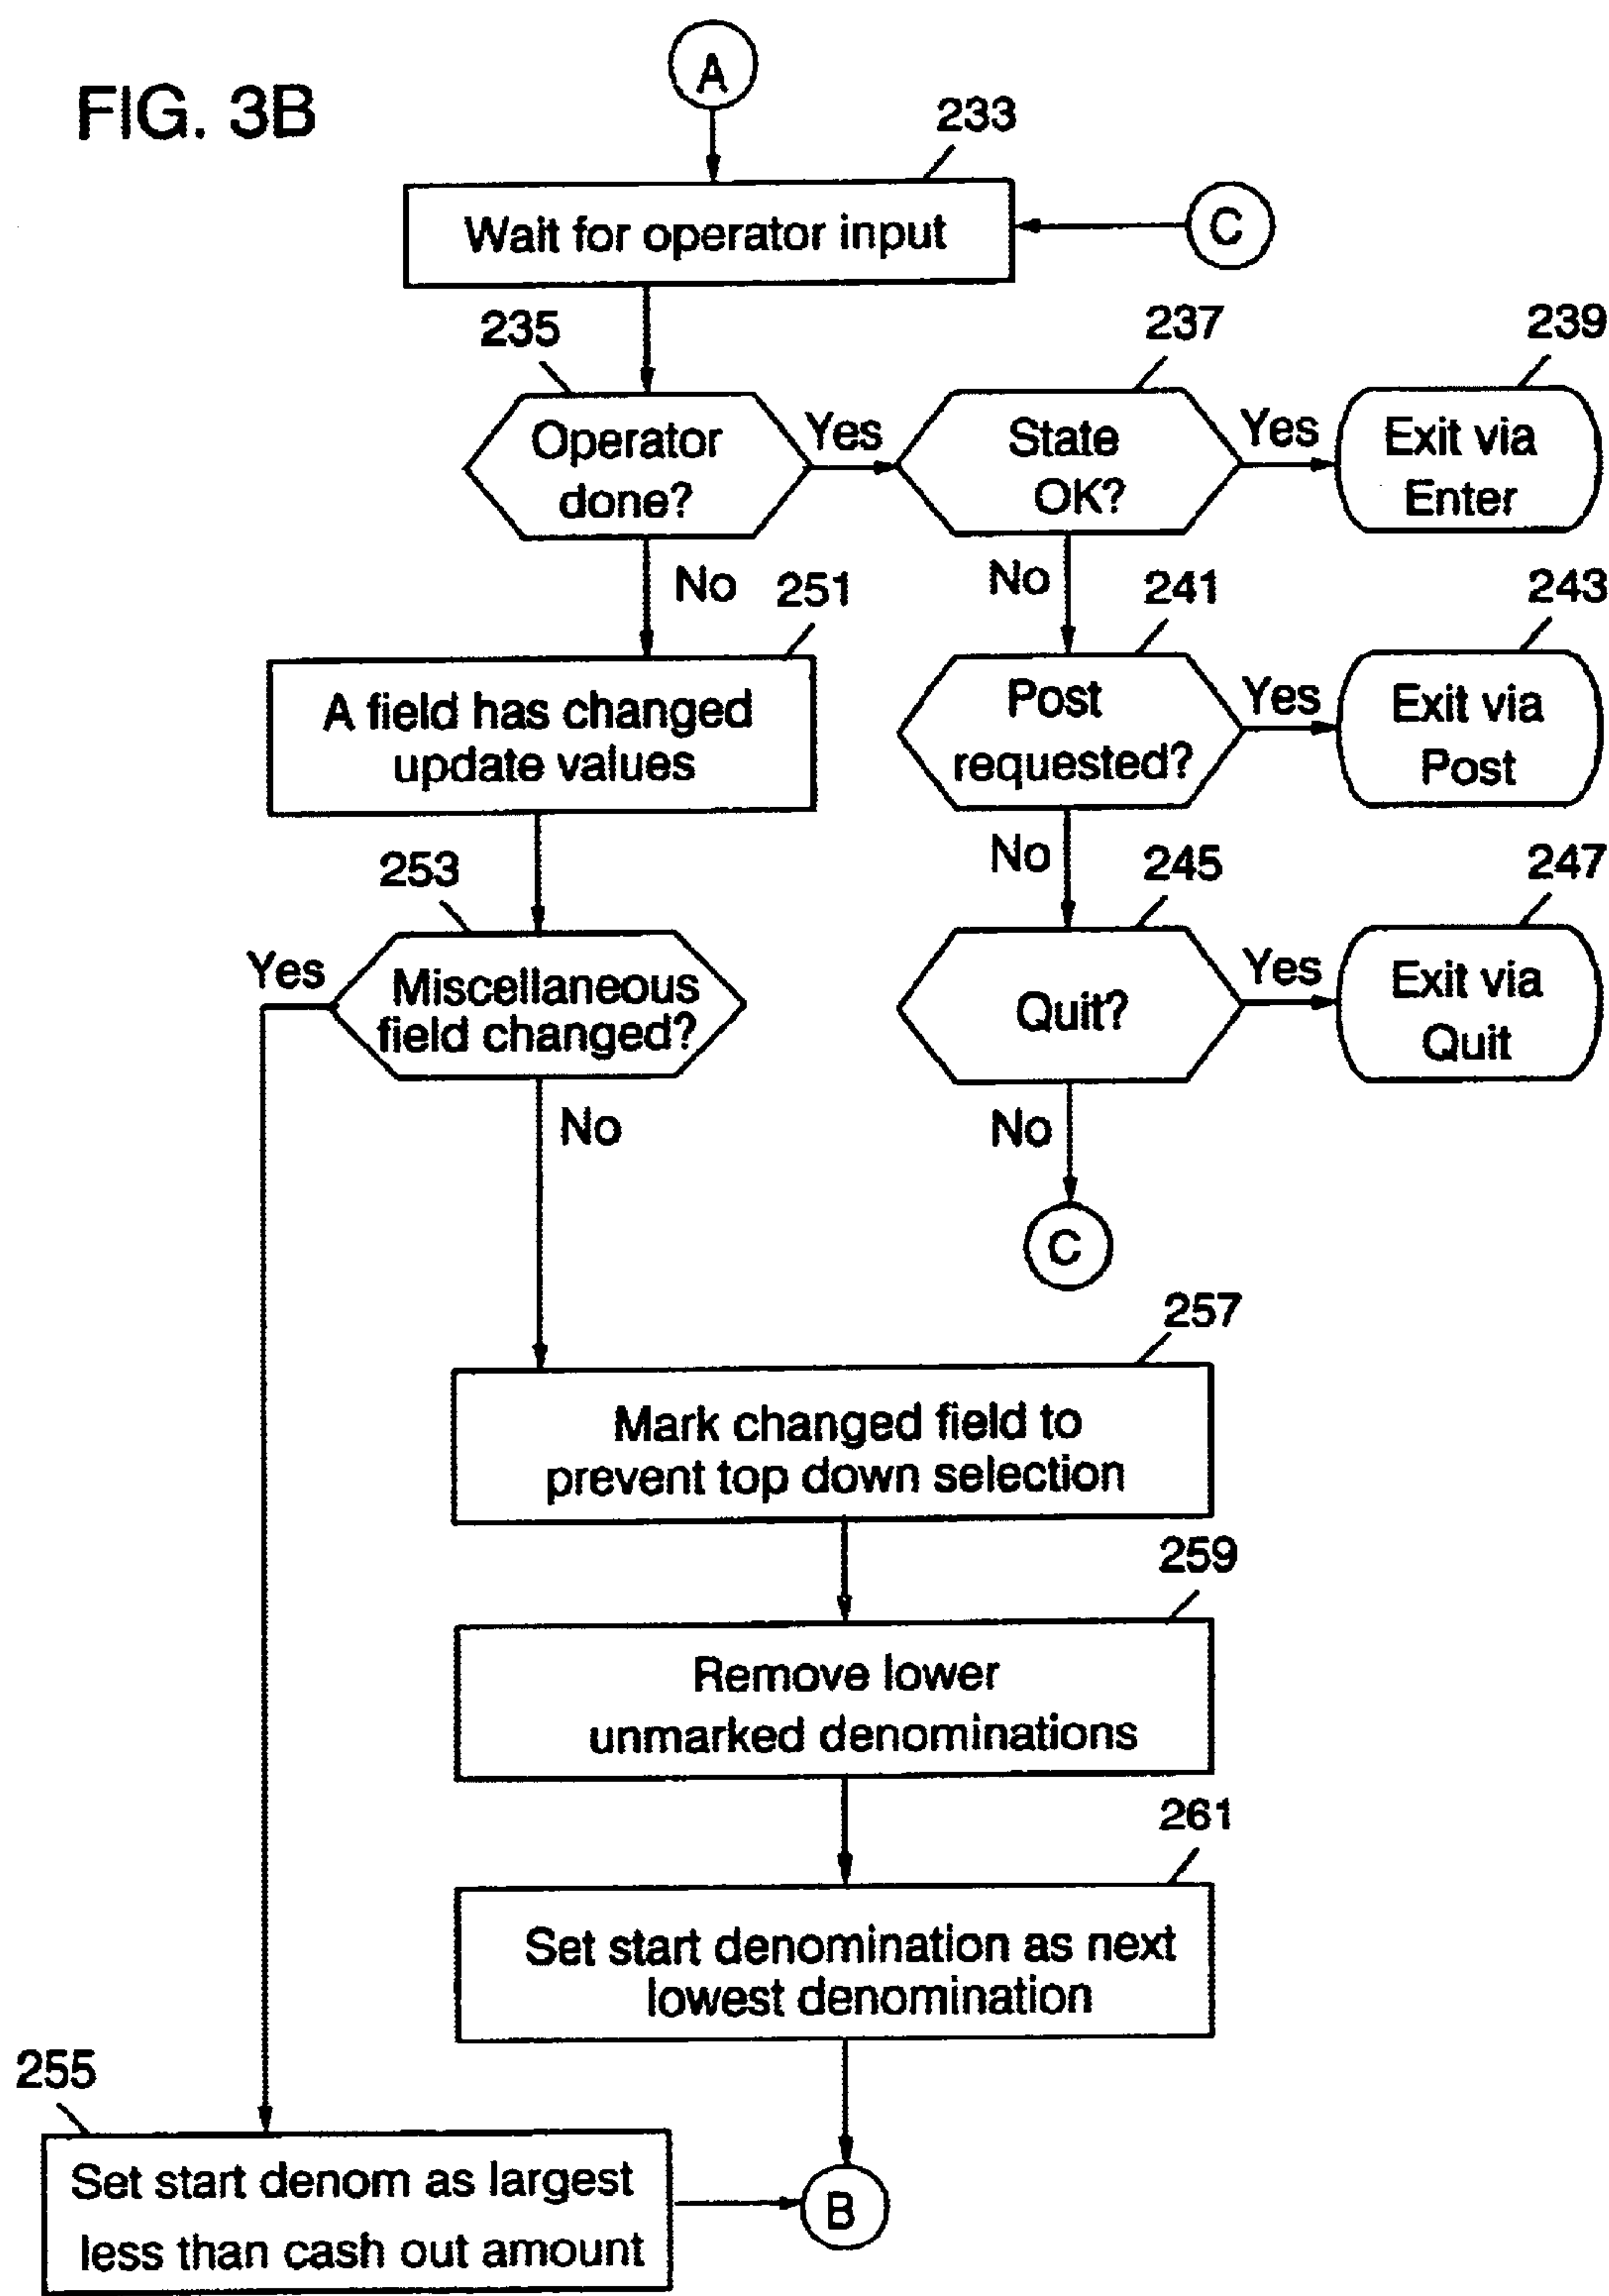 FIG. 3B
A
233
Wait for operator input
C
235
237
239
Operator
done?
Yes
State
OK?
Yes
Exit via
Enter
No
251
No
241
243
A field has changed
update values
Post
requested?
Yes
Exit via
Post
253
No
245
247
Yes
Miscellaneous
field changed?
Quit?
Yes
Exit via
Quit
No
No
C
257
Mark changed field to
prevent top down selection
259
Remove lower
unmarked denominations
261
Set start denomination as next
lowest denomination
255
Set start denom as largest
less than cash out amount
B